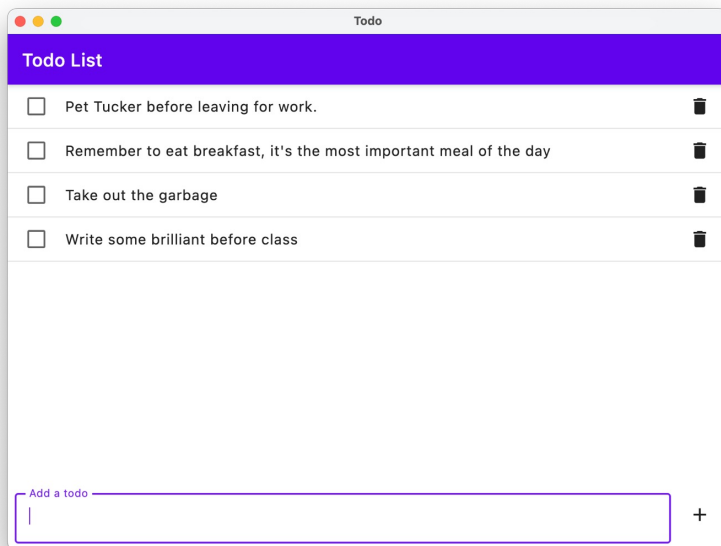 Todo
Todo List
Pet Tucker before leaving for work.
Remember to eat breakfast, it's the most important meal of the day
Take out the garbage
Write some brilliant before class
Add a todo
+